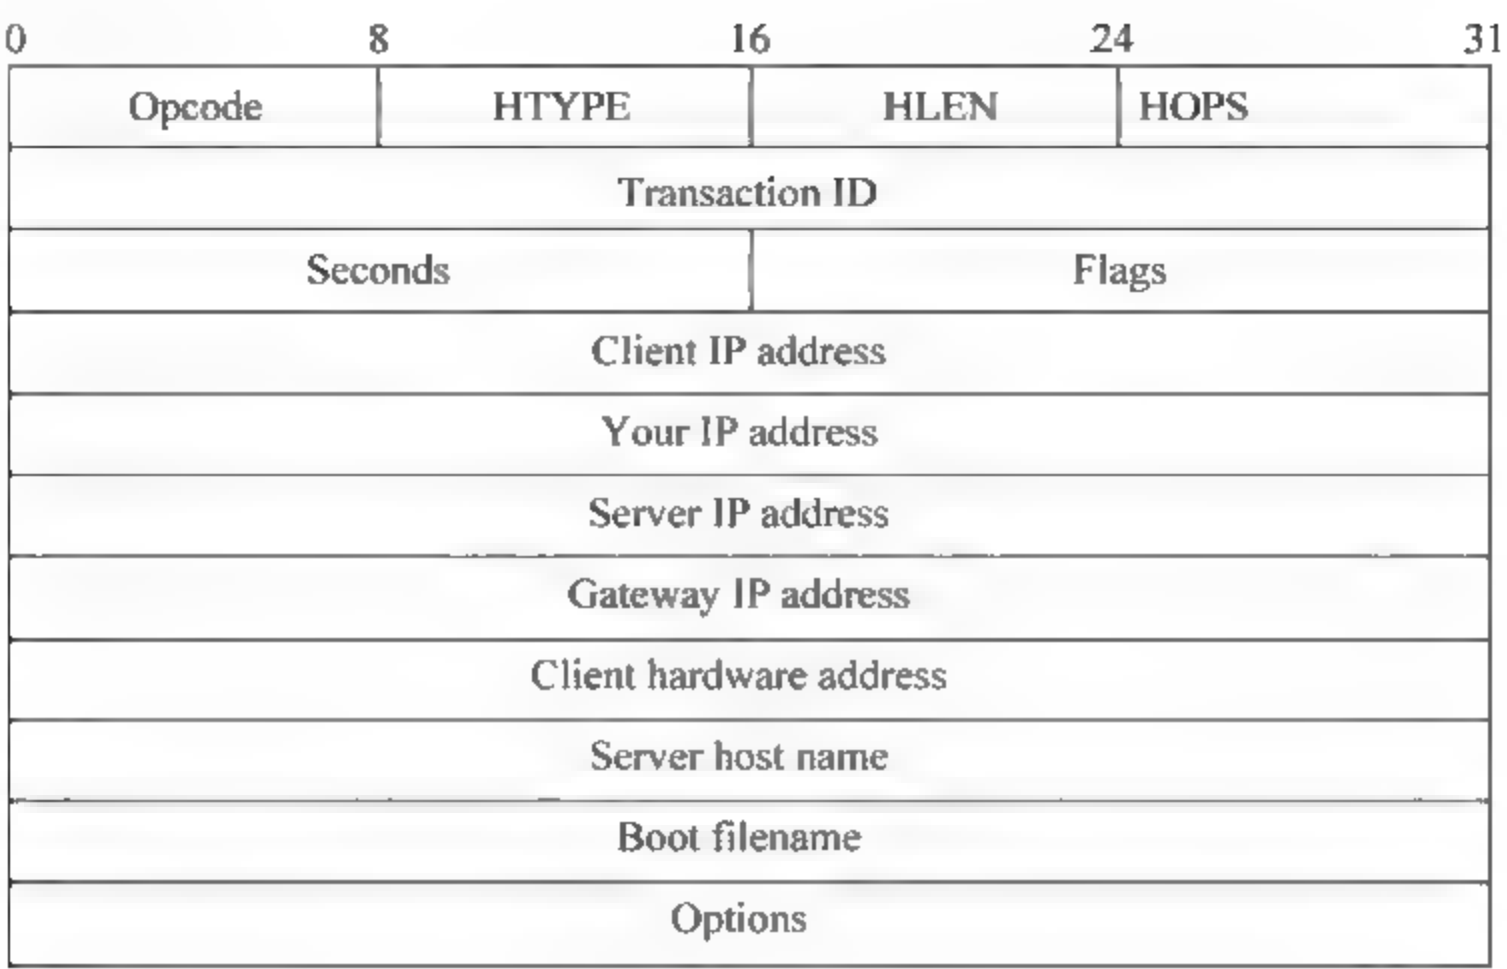 0 8 16 24 31
Opcode HTYPE HLEN HOPS
Transaction ID
Seconds Flags
Client IP address
Your IP address
Server IP address
Gateway IP address
Client hardware address
Server host name
Boot filename
Options